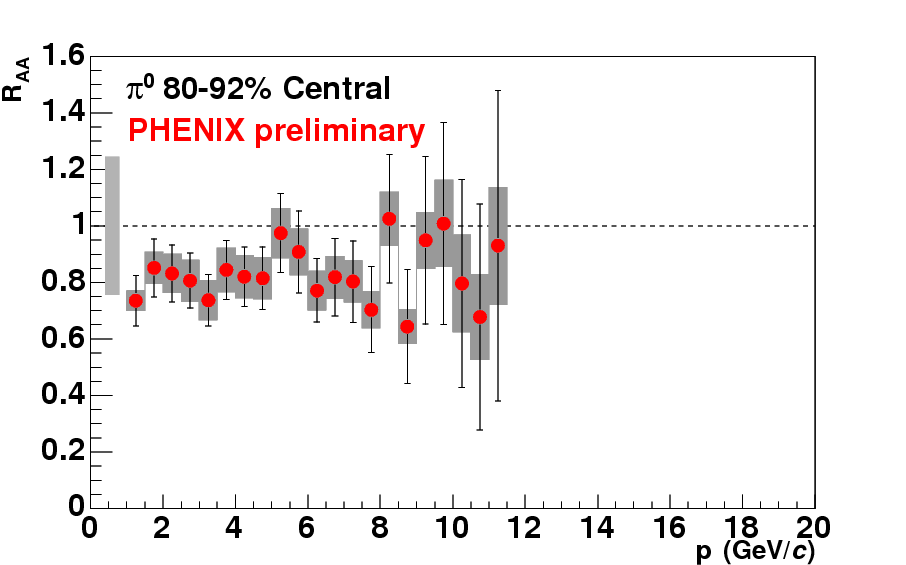 R_AA
1.6
1.4
1.2
1
0.8
0.6
0.4
0.2
0
π⁰ 80-92% Central
PHENIX preliminary
0 2 4 6 8 10 12 14 16 18 20
p (GeV/c)